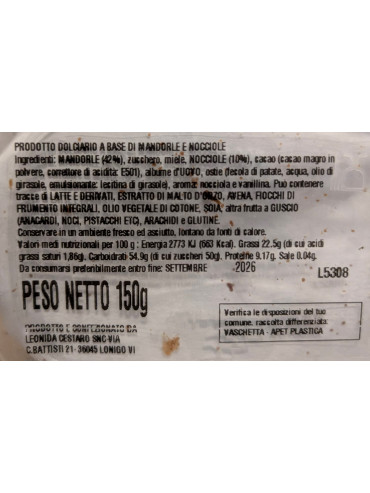 PRODOTTO DOLCIARIO A BASE DI MANDORLE E NOCCIOLE
Ingredienti: MANDORLE (42%), zucchero, miele, NOCCIOLE (10%), cacao (cacao magro in
polvere, correttore di acidità: E501), albume d'UOVO, ostie (fecola di patate, acqua, olio di
girasole, emulsionante: lecitina di girasole), aroma: nocciola e vanillina. Può contenere
tracce di LATTE E DERIVATI, ESTRATTO DI MALTO D'ORZO, AVENA, FIOCCHI DI
FRUMENTO INTEGRALI, OLIO VEGETALE DI COTONE, SOIA, altra frutta a GUSCIO
(ANACARDI, NOCI, PISTACCHI ETC), ARACHIDI e GLUTINE.
Conservare in un ambiente fresco ed asciutto, lontano da fonti di calore.
Valori medi nutrizionali per 100 g : Energia 2773 KJ (663 Kcal). Grassi 22.5g (di cui acidi
grassi saturi 1,86g). Carboidrati 54.9g (di cui zuccheri 50g). Proteine 9.17g. Sale 0.04g.
Da consumarsi preferibilmente entro fine: SETTEMBRE -2026
L5308
PESO NETTO 150g
PRODOTTO E CONFEZIONATO DA
LEONIDA CESTARO SNC VIA
C.BATTISTI 21- 36045 LONIGO VI
Verifica le disposizioni del tuo
comune. raccolta differenziata:
VASCHETTA - APET PLASTICA